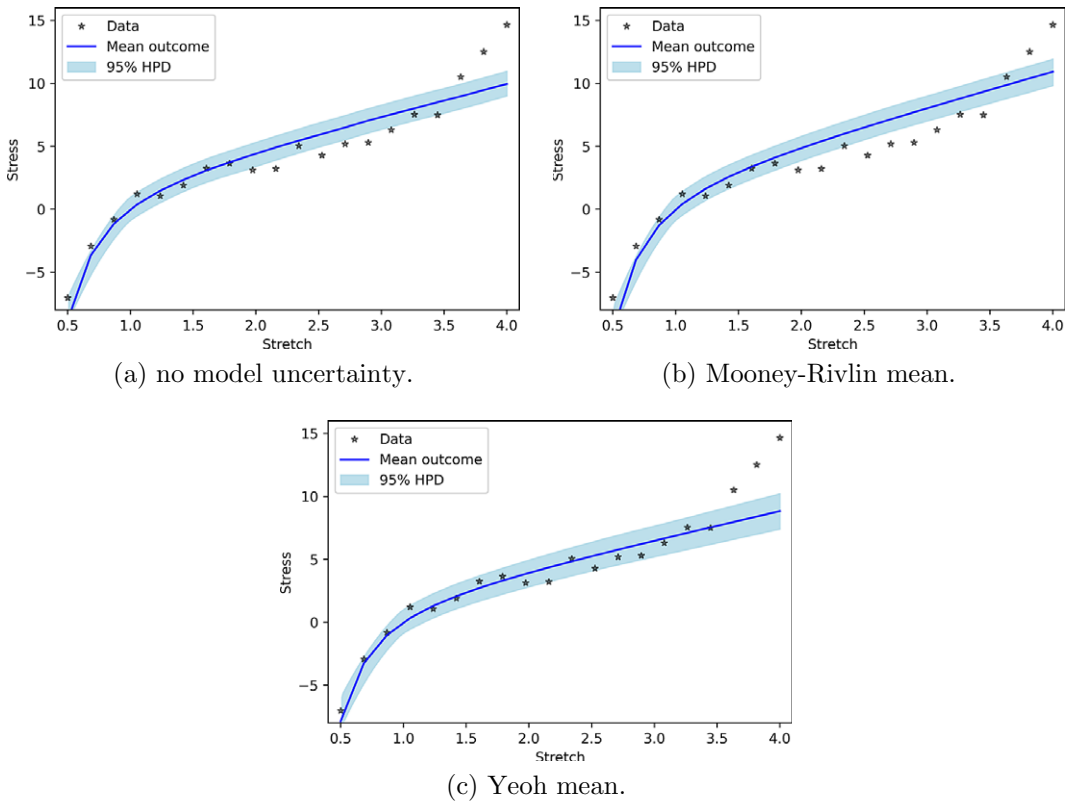 15
10
5
0
−5
Stress
Data
Mean outcome
95% HPD
0.5 1.0 1.5 2.0 2.5 3.0 3.5 4.0
Stretch
(a) no model uncertainty.
15
10
5
0
−5
Stress
Data
Mean outcome
95% HPD
0.5 1.0 1.5 2.0 2.5 3.0 3.5 4.0
Stretch
(b) Mooney-Rivlin mean.
15
10
5
0
−5
Stress
Data
Mean outcome
95% HPD
0.5 1.0 1.5 2.0 2.5 3.0 3.5 4.0
Stretch
(c) Yeoh mean.